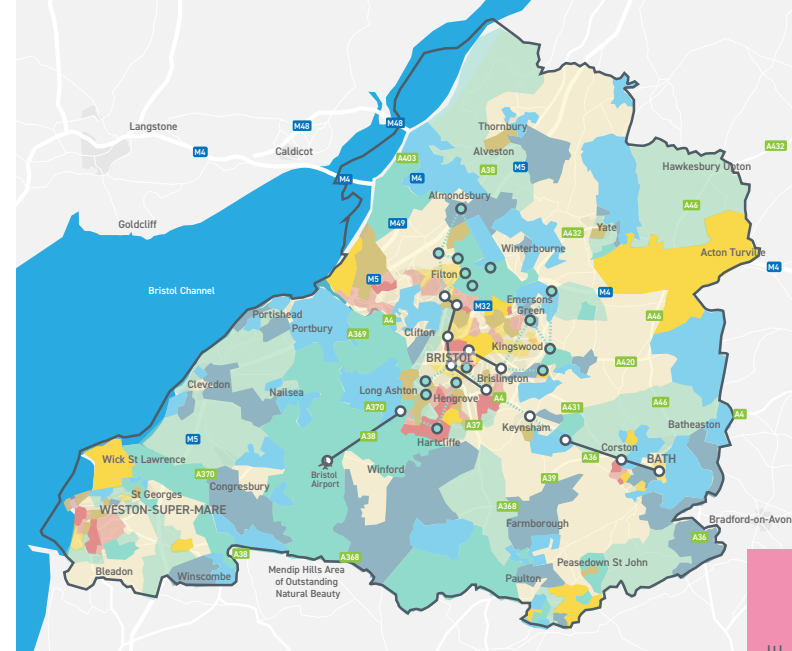 Thornbury
Langstone
M48
M48
Caldicot
M4
Alveston
A432
A403
A38
M5
Hawkesbury Upton
M4
M4
Almondsbury
A46
Goldcliff
M49
A432
Yate
Winterbourne
Acton Turville
M4
Filton
M5
Bristol Channel
M4
Emersons
Green
M32
Portishead
Portbury
A4
A46
A369
Clifton
Kingswood
BRISTOL
A420
Brislington
Clevedon
Nailsea
Long Ashton
Hengrove
A4
A46
A370
A431
A4
A37
Keynsham
Batheaston
M5
A38
Hartcliffe
Corston
Wick St Lawrence
A36
BATH
A370
Bristol
Airport
Winford
A39
Congresbury
St Georges
WESTON-SUPER-MARE
A368
Farmborough
Bradford-on-Avon
A36
A38
A368
Peasedown St John
Bleadon
Winscombe
Mendip Hills Area
of Outstanding
Natural Beauty
Paulton